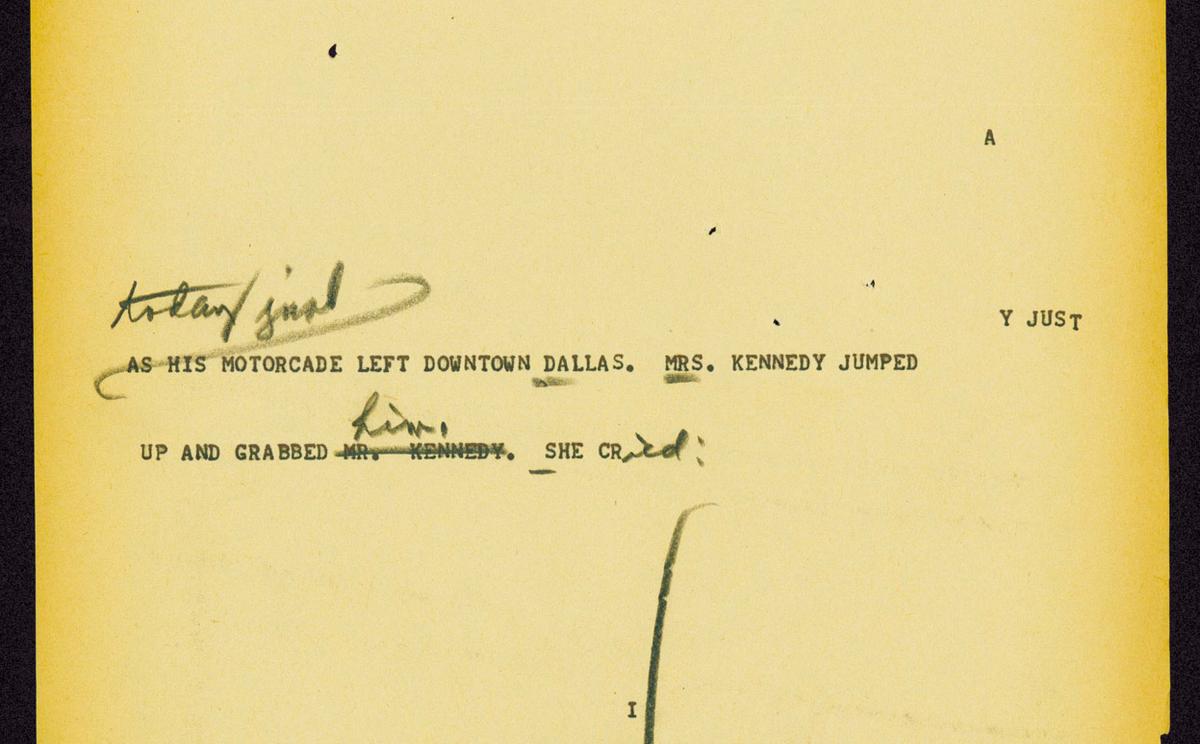 A
today just
Y JUST
AS HIS MOTORCADE LEFT DOWNTOWN DALLAS. MRS. KENNEDY JUMPED
him.
UP AND GRABBED MR. KENNEDY. SHE CRied:
I